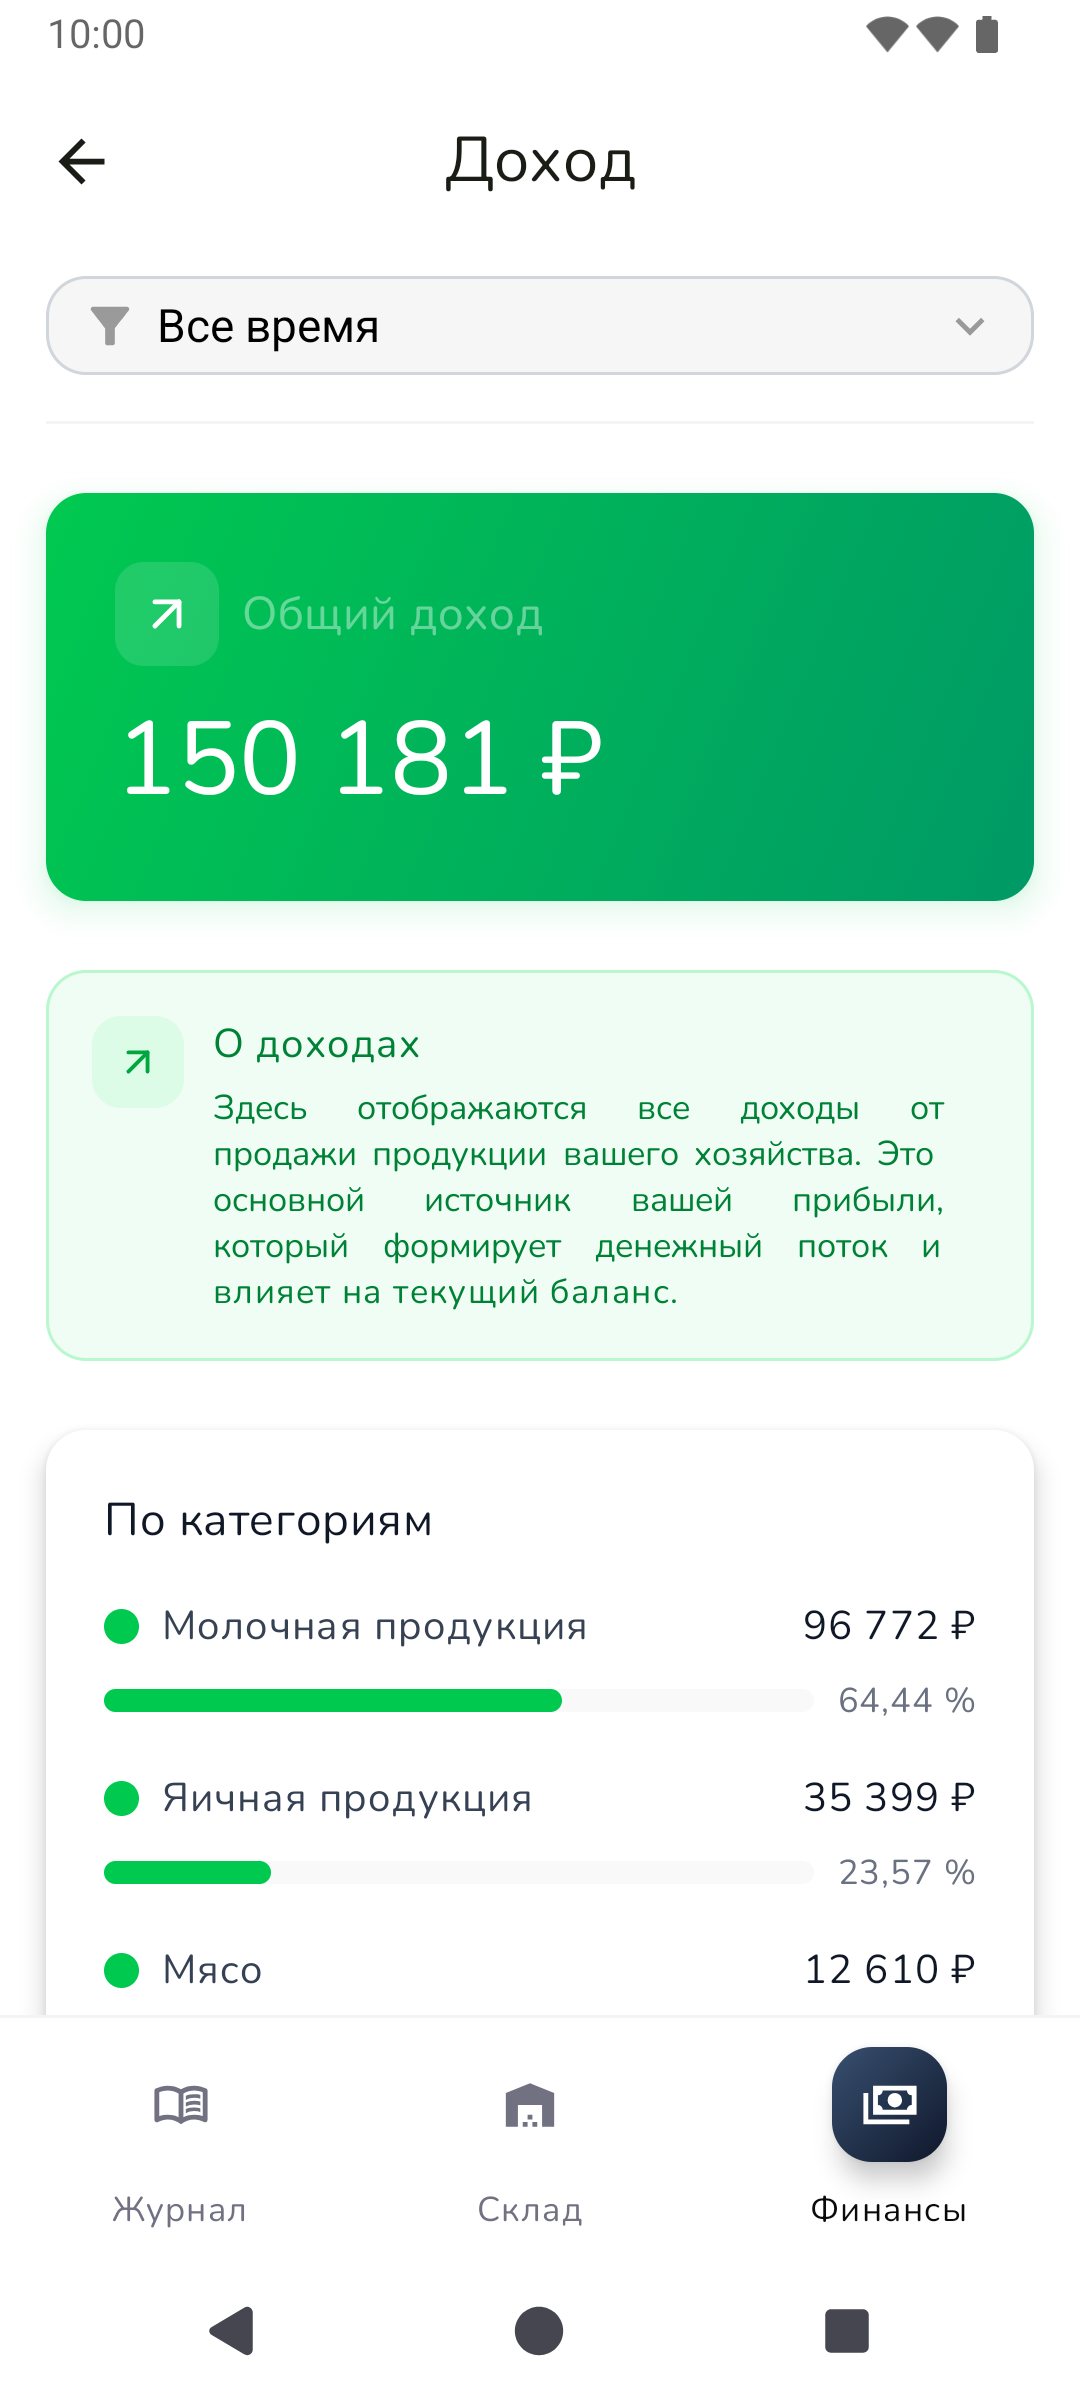 10:00
Доход
Все время
Общий доход
150 181 ₽
О доходах
Здесь отображаются все доходы от
продажи продукции вашего хозяйства. Это
основной источник вашей прибыли,
который формирует денежный поток и
влияет на текущий баланс.
По категориям
Молочная продукция 96 772 ₽
64,44 %
Яичная продукция 35 399 ₽
23,57 %
Мясо 12 610 ₽
Журнал Склад Финансы